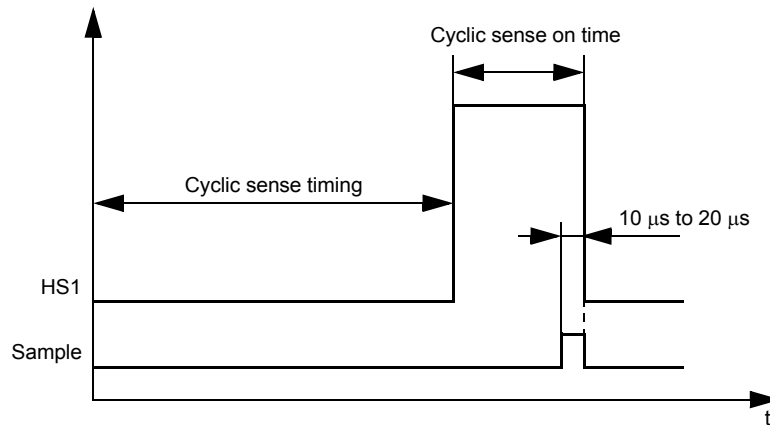 Cyclic sense on time
Cyclic sense timing
10 μs to 20 μs
HS1
Sample
t